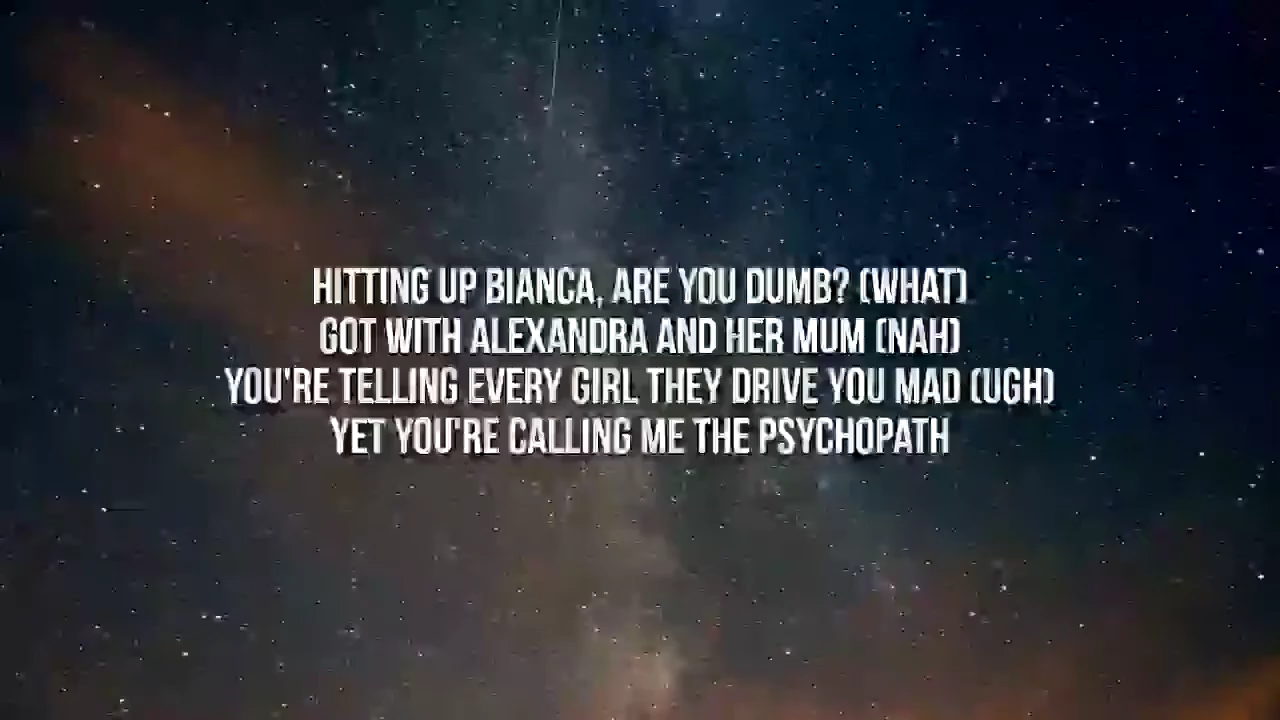 HITTING UP BIANCA, ARE YOU DUMB? (WHAT)
GOT WITH ALEXANDRA AND HER MUM (NAH)
YOU'RE TELLING EVERY GIRL THEY DRIVE YOU MAD (UGH)
YET YOU'RE CALLING ME THE PSYCHOPATH